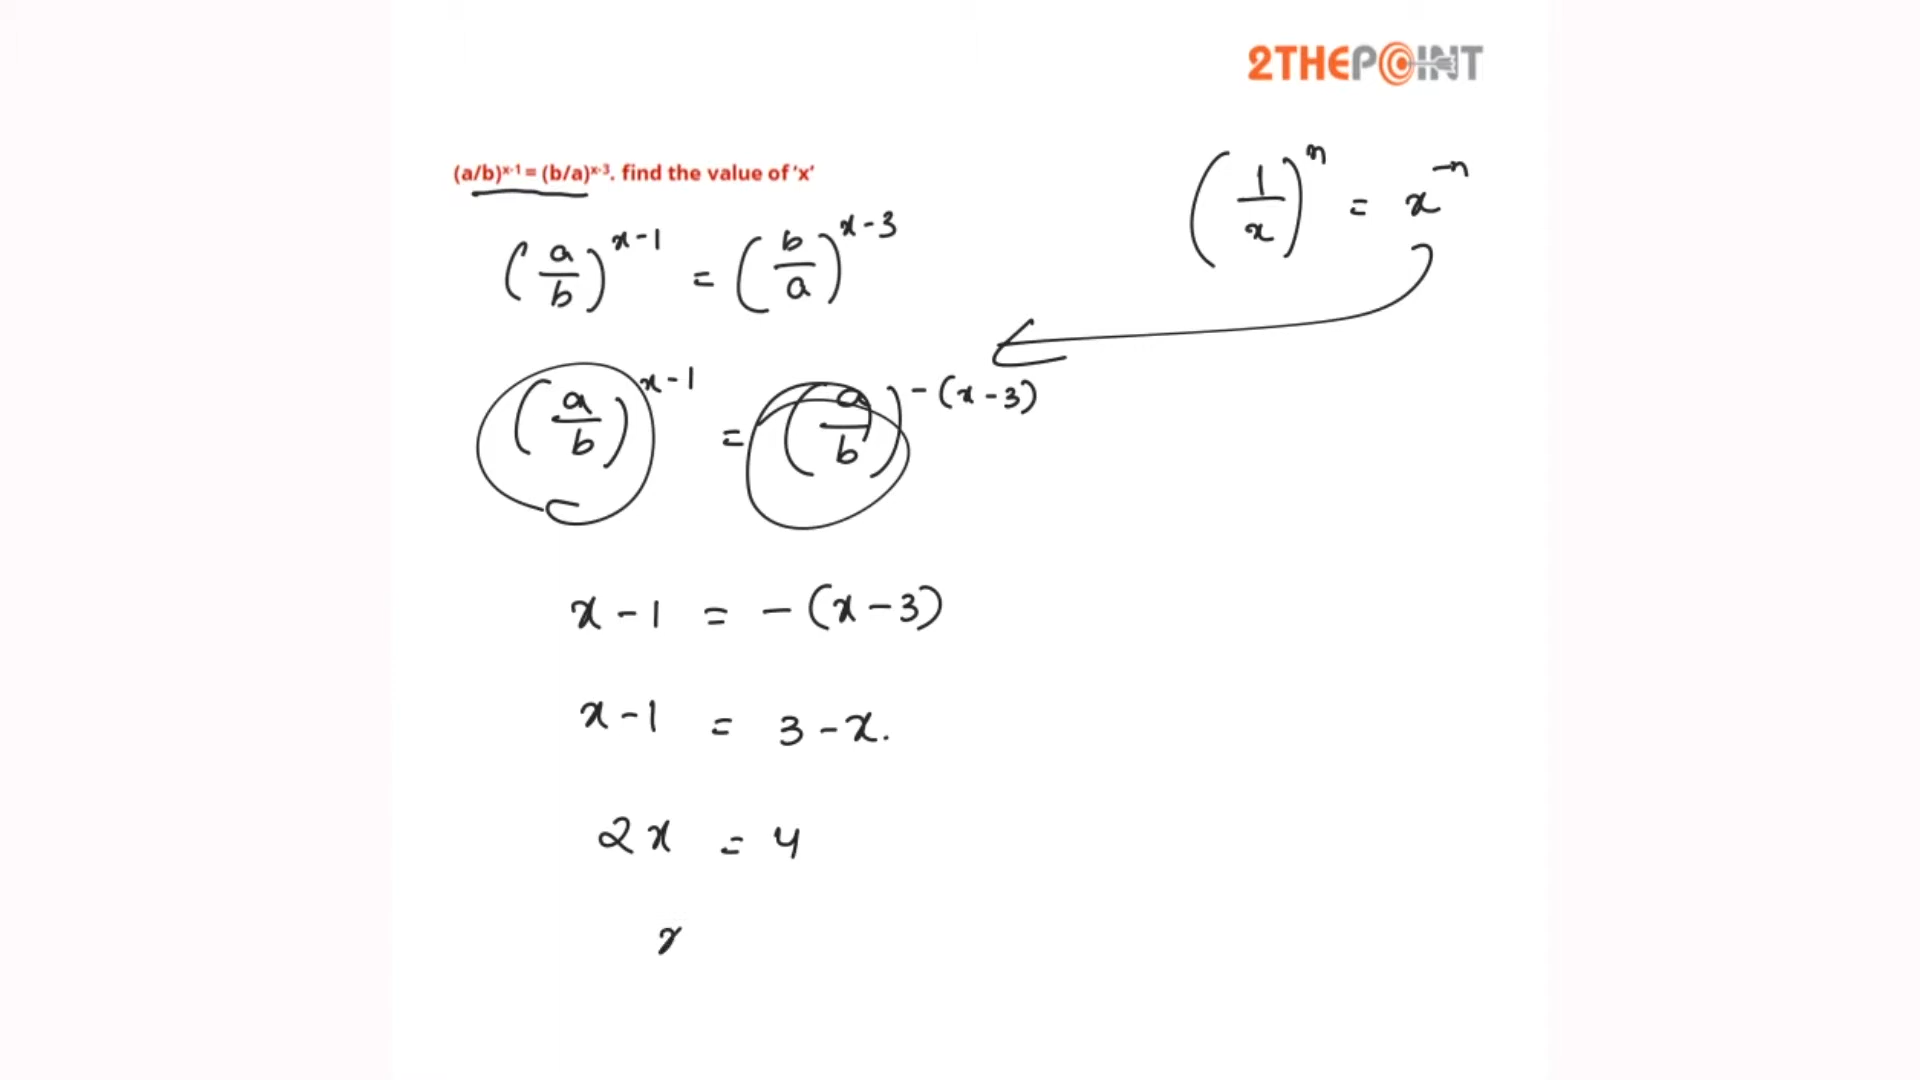 2THEPOINT
(a/b)ˣ⁻¹ = (b/a)ˣ⁻³. find the value of ‘x’
(1/x)ⁿ = x⁻ⁿ
(a/b)ˣ⁻¹ = (b/a)ˣ⁻³
(a/b)ˣ⁻¹ = (a/b)⁻⁽ˣ⁻³⁾
x - 1 = - (x - 3)
x - 1 = 3 - x.
2x = 4
x